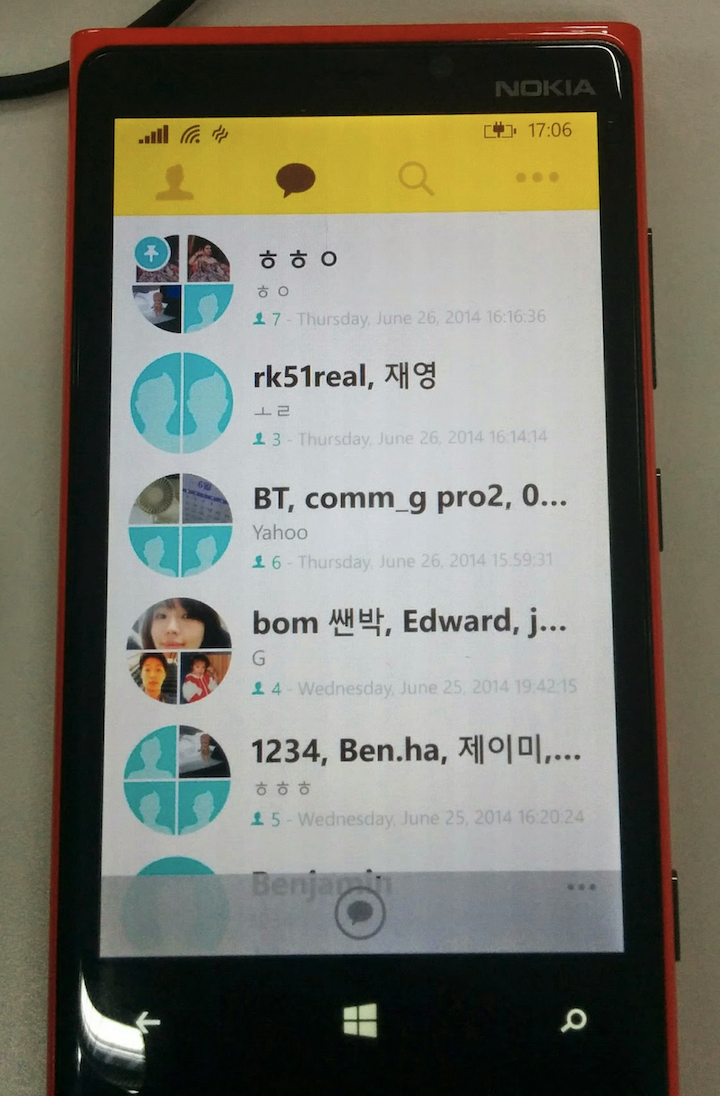 NOKIA
17:06
ㅎㅎㅇ
ㅎㅇ
7 - Thursday, June 26, 2014 16:16:36
rk51real, 재영
ㅗㄹ
3 - Thursday, June 26, 2014 16:14:14
BT, comm_g pro2, 0...
Yahoo
6 - Thursday, June 26, 2014 15:59:31
bom 쌘박, Edward, j...
G
4 - Wednesday, June 25, 2014 19:42:15
1234, Ben.ha, 제이미,...
ㅎㅎㅎ
5 - Wednesday, June 25, 2014 16:20:24
Benjamin